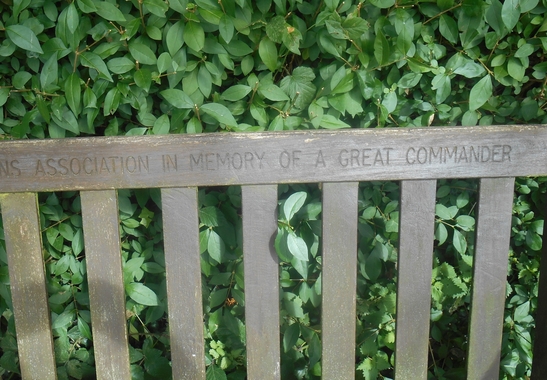 NS ASSOCIATION IN MEMORY OF A GREAT COMMANDER